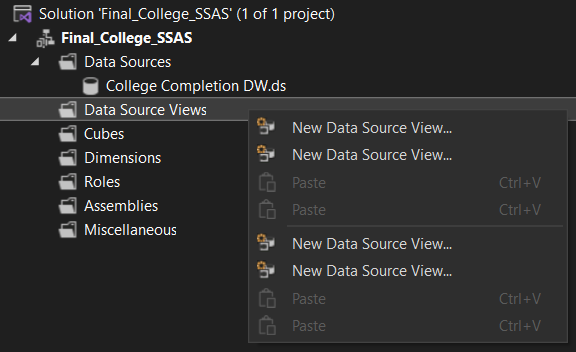 Solution 'Final_College_SSAS' (1 of 1 project)
Final_College_SSAS
Data Sources
College Completion DW.ds
Data Source Views
Cubes
Dimensions
Roles
Assemblies
Miscellaneous
New Data Source View...
New Data Source View...
Paste Ctrl+V
Paste Ctrl+V
New Data Source View...
New Data Source View...
Paste Ctrl+V
Paste Ctrl+V